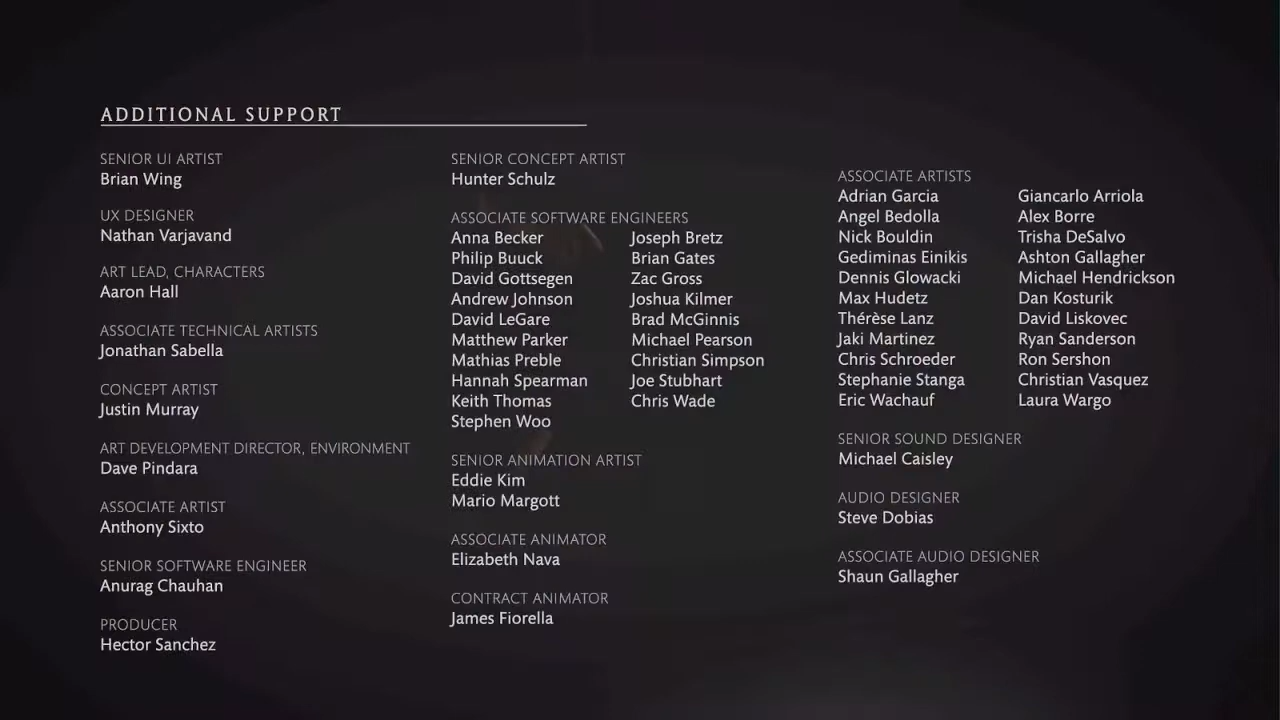 ADDITIONAL SUPPORT
SENIOR UI ARTIST
Brian Wing
UX DESIGNER
Nathan Varjavand
ART LEAD, CHARACTERS
Aaron Hall
ASSOCIATE TECHNICAL ARTISTS
Jonathan Sabella
CONCEPT ARTIST
Justin Murray
ART DEVELOPMENT DIRECTOR, ENVIRONMENT
Dave Pindara
ASSOCIATE ARTIST
Anthony Sixto
SENIOR SOFTWARE ENGINEER
Anurag Chauhan
PRODUCER
Hector Sanchez
SENIOR CONCEPT ARTIST
Hunter Schulz
ASSOCIATE SOFTWARE ENGINEERS
Anna Becker
Philip Buuck
David Gottsegen
Andrew Johnson
David LeGare
Matthew Parker
Mathias Preble
Hannah Spearman
Keith Thomas
Stephen Woo
Joseph Bretz
Brian Gates
Zac Gross
Joshua Kilmer
Brad McGinnis
Michael Pearson
Christian Simpson
Joe Stubhart
Chris Wade
SENIOR ANIMATION ARTIST
Eddie Kim
Mario Margott
ASSOCIATE ANIMATOR
Elizabeth Nava
CONTRACT ANIMATOR
James Fiorella
ASSOCIATE ARTISTS
Adrian Garcia
Angel Bedolla
Nick Bouldin
Gediminas Einikis
Dennis Glowacki
Max Hudetz
Thérèse Lanz
Jaki Martinez
Chris Schroeder
Stephanie Stanga
Eric Wachauf
Giancarlo Arriola
Alex Borre
Trisha DeSalvo
Ashton Gallagher
Michael Hendrickson
Dan Kosturik
David Liskovec
Ryan Sanderson
Ron Sershon
Christian Vasquez
Laura Wargo
SENIOR SOUND DESIGNER
Michael Caisley
AUDIO DESIGNER
Steve Dobias
ASSOCIATE AUDIO DESIGNER
Shaun Gallagher